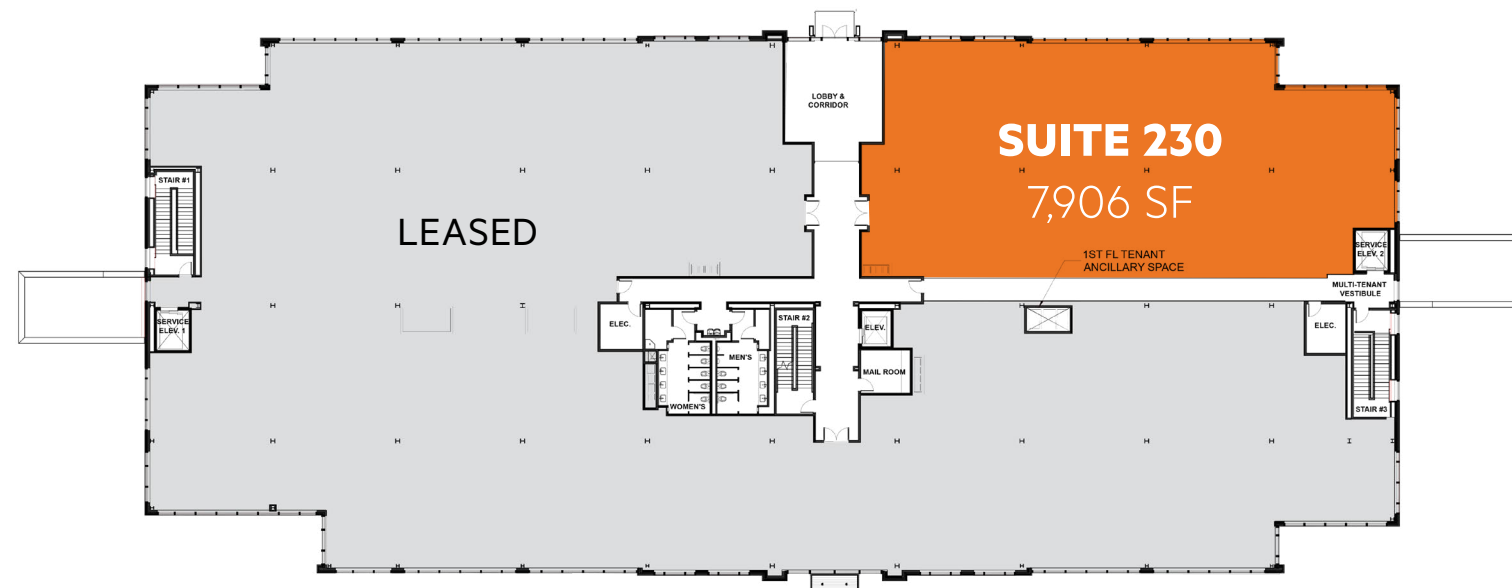 LOBBY &
CORRIDOR
SUITE 230
7,906 SF
STAIR #1
LEASED
SERVICE
ELEV. 2
1ST FL TENANT
ANCILLARY SPACE
MULTI-TENANT
VESTIBULE
SERVICE
ELEV. 1
ELEC.
STAIR #2
ELEV.
ELEC.
MEN'S
MAIL ROOM
WOMEN'S
STAIR #3